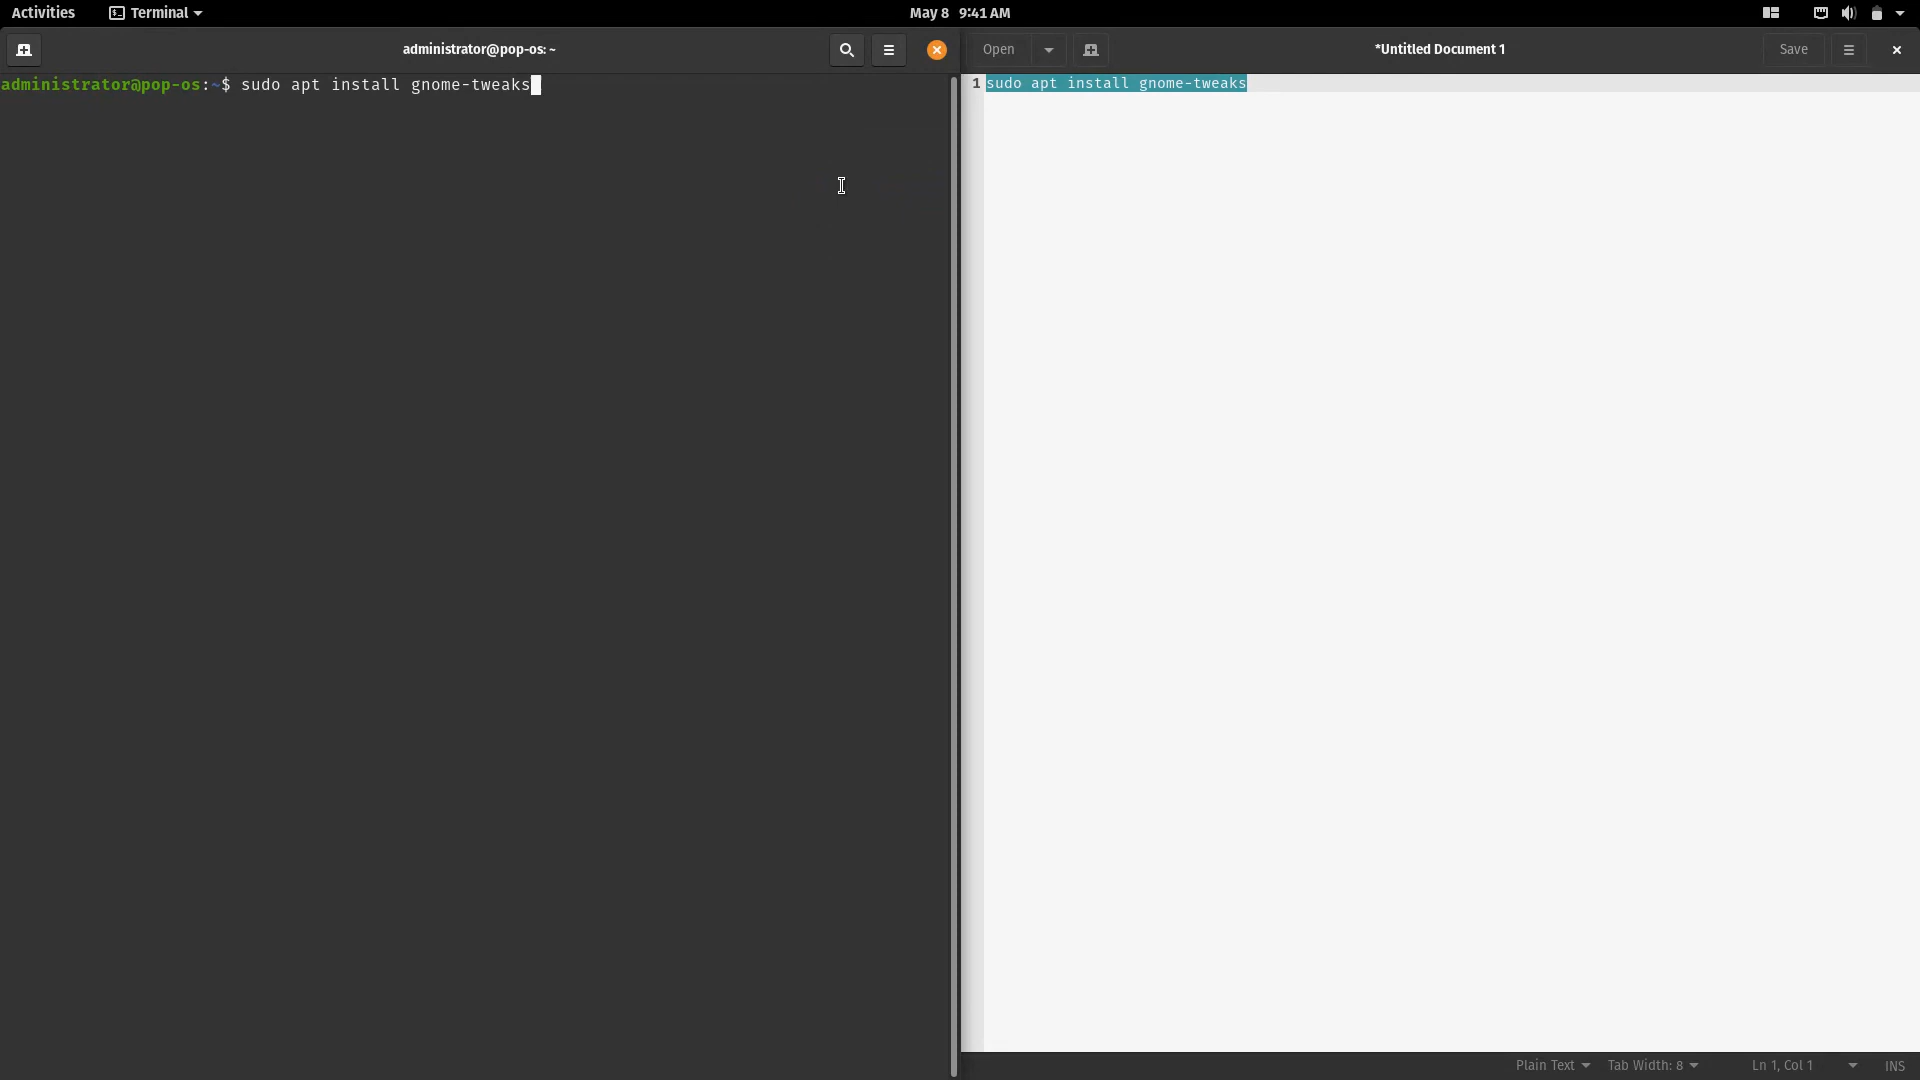 Activities Terminal May 8 9:41 AM
administrator@pop-os: ~
Open *Untitled Document 1 Save
administrator@pop-os:~$ sudo apt install gnome-tweaks
1 sudo apt install gnome-tweaks
Plain Text Tab Width: 8 Ln 1, Col 1 INS